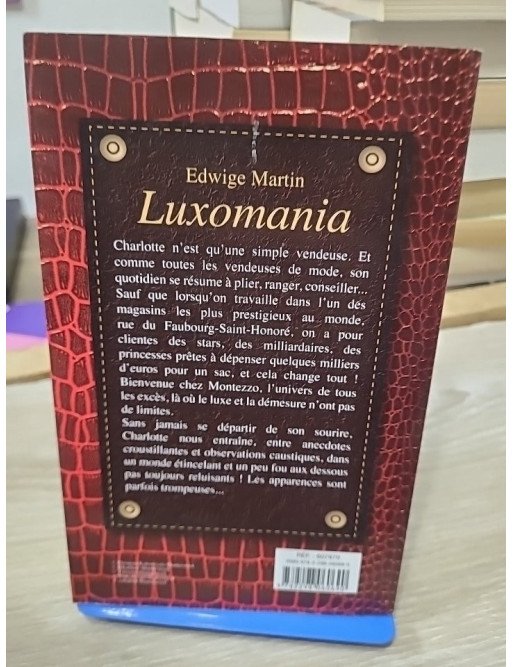 Edwige Martin
Luxomania
Charlotte n'est qu'une simple vendeuse. Et
comme toutes les vendeuses de mode, son
quotidien se résume à plier, ranger, conseiller...
Sauf que lorsqu'on travaille dans l'un des
magasins les plus prestigieux au monde,
rue du Faubourg-Saint-Honoré, on a pour
clientes des stars, des milliardaires, des
princesses prêtes à dépenser quelques milliers
d'euros pour un sac, et cela change tout !
Bienvenue chez Montezzo, l'univers de tous
les excès, là où le luxe et la démesure n'ont pas
de limites.
Sans jamais se départir de son sourire,
Charlotte nous entraîne, entre anecdotes
croustillantes et observations caustiques, dans
un monde étincelant et un peu fou aux dessous
pas toujours reluisants ! Les apparences sont
parfois trompeuses...